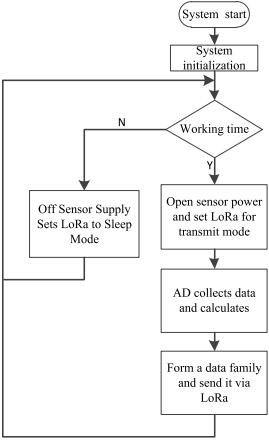 System start
System
initialization
Working time
N
Y
Off Sensor Supply
Sets LoRa to Sleep
Mode
Open sensor power
and set LoRa for
transmit mode
AD collects data
and calculates
Form a data family
and send it via
LoRa